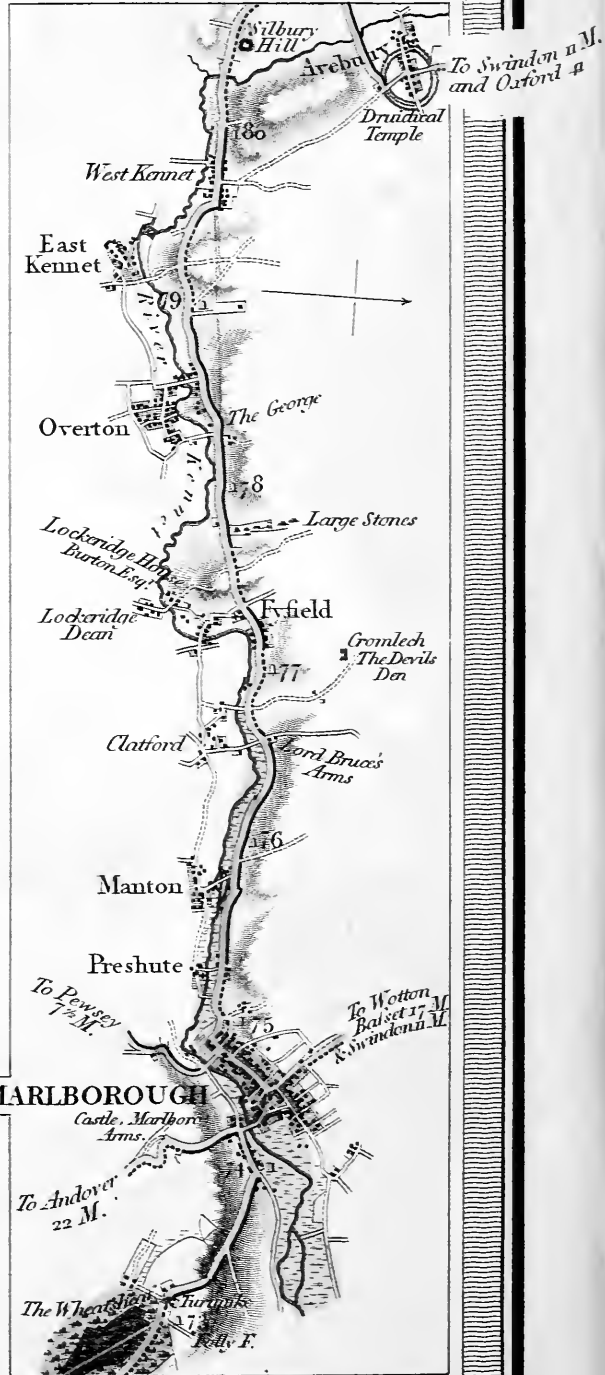 Silbury
Hill
Avebury
To Swindon 11 M.
and Oxford 4
Druidical
Temple
180
West Kennet
East
Kennet
179
River
Kennet
The George
Overton
178
Large Stones
Lockeridge House
Burton Esqr.
Lockeridge
Dean
Fyfield
Cromlech
The Devils
Den
177
Clatford
Lord Bruce's
Arms
176
Manton
Preshute
To Pewsey
7½ M.
175
To Wotton
Basset 17 M
& Swindon 11 M.
MARLBOROUGH
Castle, Marlboro
Arms.
174
To Andover
22 M.
The Wheatsheaf
Turnpike
173
Folly F.